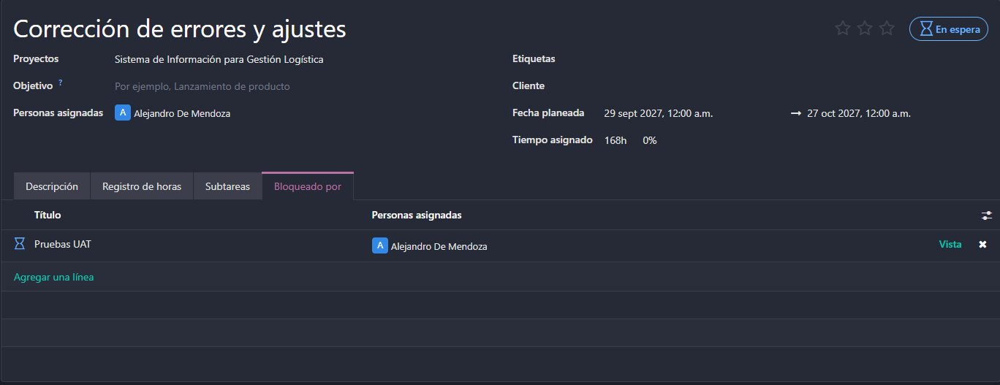 Corrección de errores y ajustes
En espera
Proyectos Sistema de Información para Gestión Logística
Etiquetas
Objetivo ? Por ejemplo, Lanzamiento de producto
Cliente
Personas asignadas A Alejandro De Mendoza
Fecha planeada 29 sept 2027, 12:00 a.m. → 27 oct 2027, 12:00 a.m.
Tiempo asignado 168h 0%
Descripción Registro de horas Subtareas Bloqueado por
Título Personas asignadas
Pruebas UAT A Alejandro De Mendoza Vista ✖
Agregar una línea